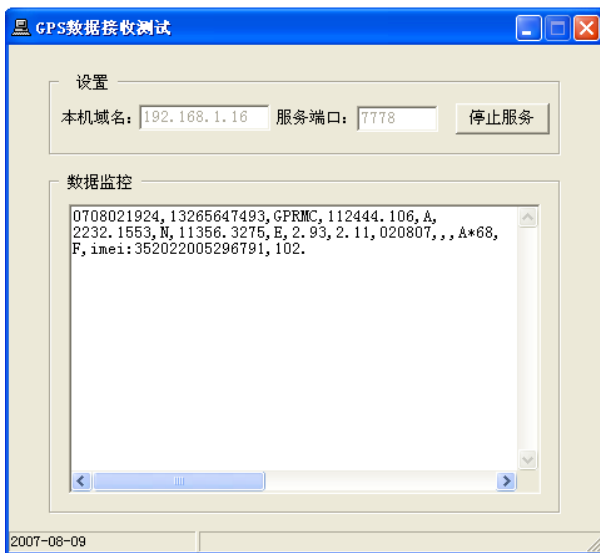 GPS数据接收测试
设置
本机域名: 192.168.1.16 服务端口: 7778 停止服务
数据监控
0708021924,13265647493,GPRMC,112444.106,A,
2232.1553,N,11356.3275,E,2.93,2.11,020807,,,A*68,
F,imei:352022005296791,102.
2007-08-09